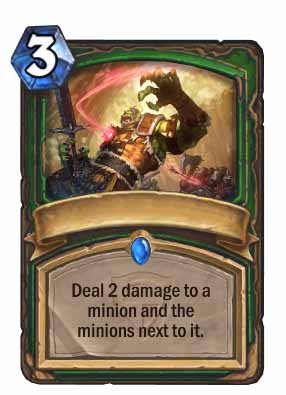 3
Deal 2 damage to a
minion and the
minions next to it.